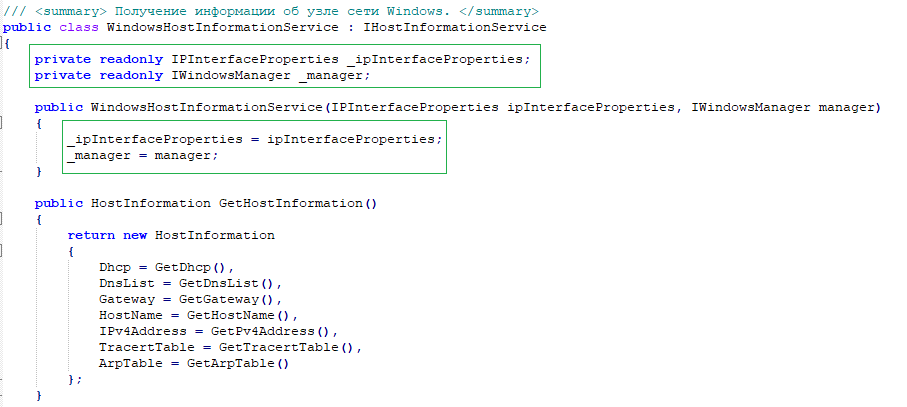 /// <summary> Получение информации об узле сети Windows. </summary>
public class WindowsHostInformationService : IHostInformationService
{
private readonly IPInterfaceProperties _ipInterfaceProperties;
private readonly IWindowsManager _manager;
public WindowsHostInformationService(IPInterfaceProperties ipInterfaceProperties, IWindowsManager manager)
{
_ipInterfaceProperties = ipInterfaceProperties;
_manager = manager;
}
public HostInformation GetHostInformation()
{
return new HostInformation
{
Dhcp = GetDhcp(),
DnsList = GetDnsList(),
Gateway = GetGateway(),
HostName = GetHostName(),
IPv4Address = GetPv4Address(),
TracertTable = GetTracertTable(),
ArpTable = GetArpTable()
};
}